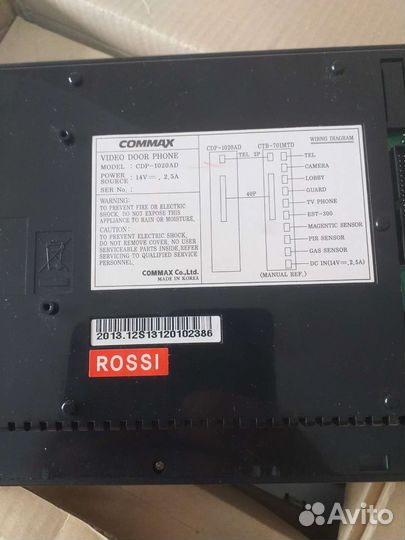 COMMAX
VIDEO DOOR PHONE
MODEL : CDP-1020AD
POWER SOURCE : 14V⎓, 2,5A
SER No, :
WARNING:
TO PREVENT FIRE OR ELECTRIC
SHOCK, DO NOT EXPOSE THIS
APPLIANCE TO RAIN OR MOISTURE.
CAUTION:
TO PREVENT ELECTRIC SHOCK,
DO NOT REMOVE COVER, NO USER
SERVICEABLE PARTS INSIDE, REFER
SERVICING TO QUALIFIED SERVICE
PERSONNEL.
COMMAX Co.,Ltd.
MADE IN KOREA
WIRING DIAGRAM
CDP-1020AD
CTB-701MTD
TEL 2P
40P
TEL
CAMERA
LOBBY
GUARD
TV PHONE
EST-300
MAGENTIC SENSOR
PIR SENSOR
GAS SENSOR
DC IN(14V⎓,2,5A)
(MANUAL REF,)
2013.12S13120102386
ROSSI
Avito